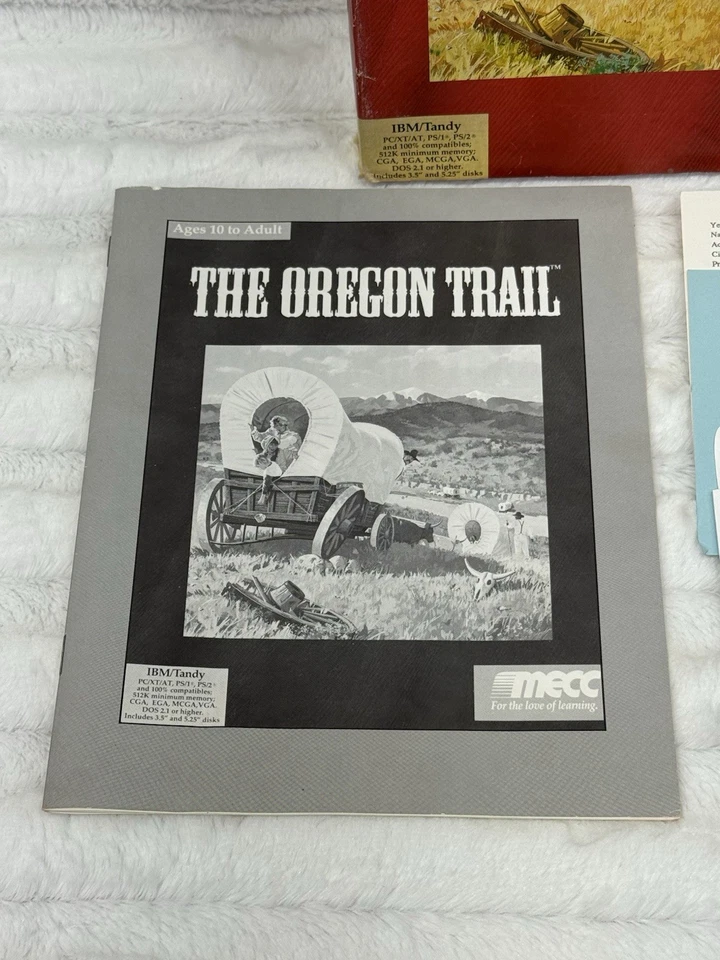 IBM/Tandy
PC/XT/AT, PS/1®, PS/2®
and 100% compatibles;
512K minimum memory;
CGA, EGA, MCGA,VGA.
DOS 2.1 or higher.
Includes 3.5" and 5.25" disks
Ages 10 to Adult
THE OREGON TRAIL™
IBM/Tandy
PC/XT/AT, PS/1®, PS/2®
and 100% compatibles;
512K minimum memory;
CGA, EGA, MCGA,VGA.
DOS 2.1 or higher.
Includes 3.5" and 5.25" disks
mecc
For the love of learning.